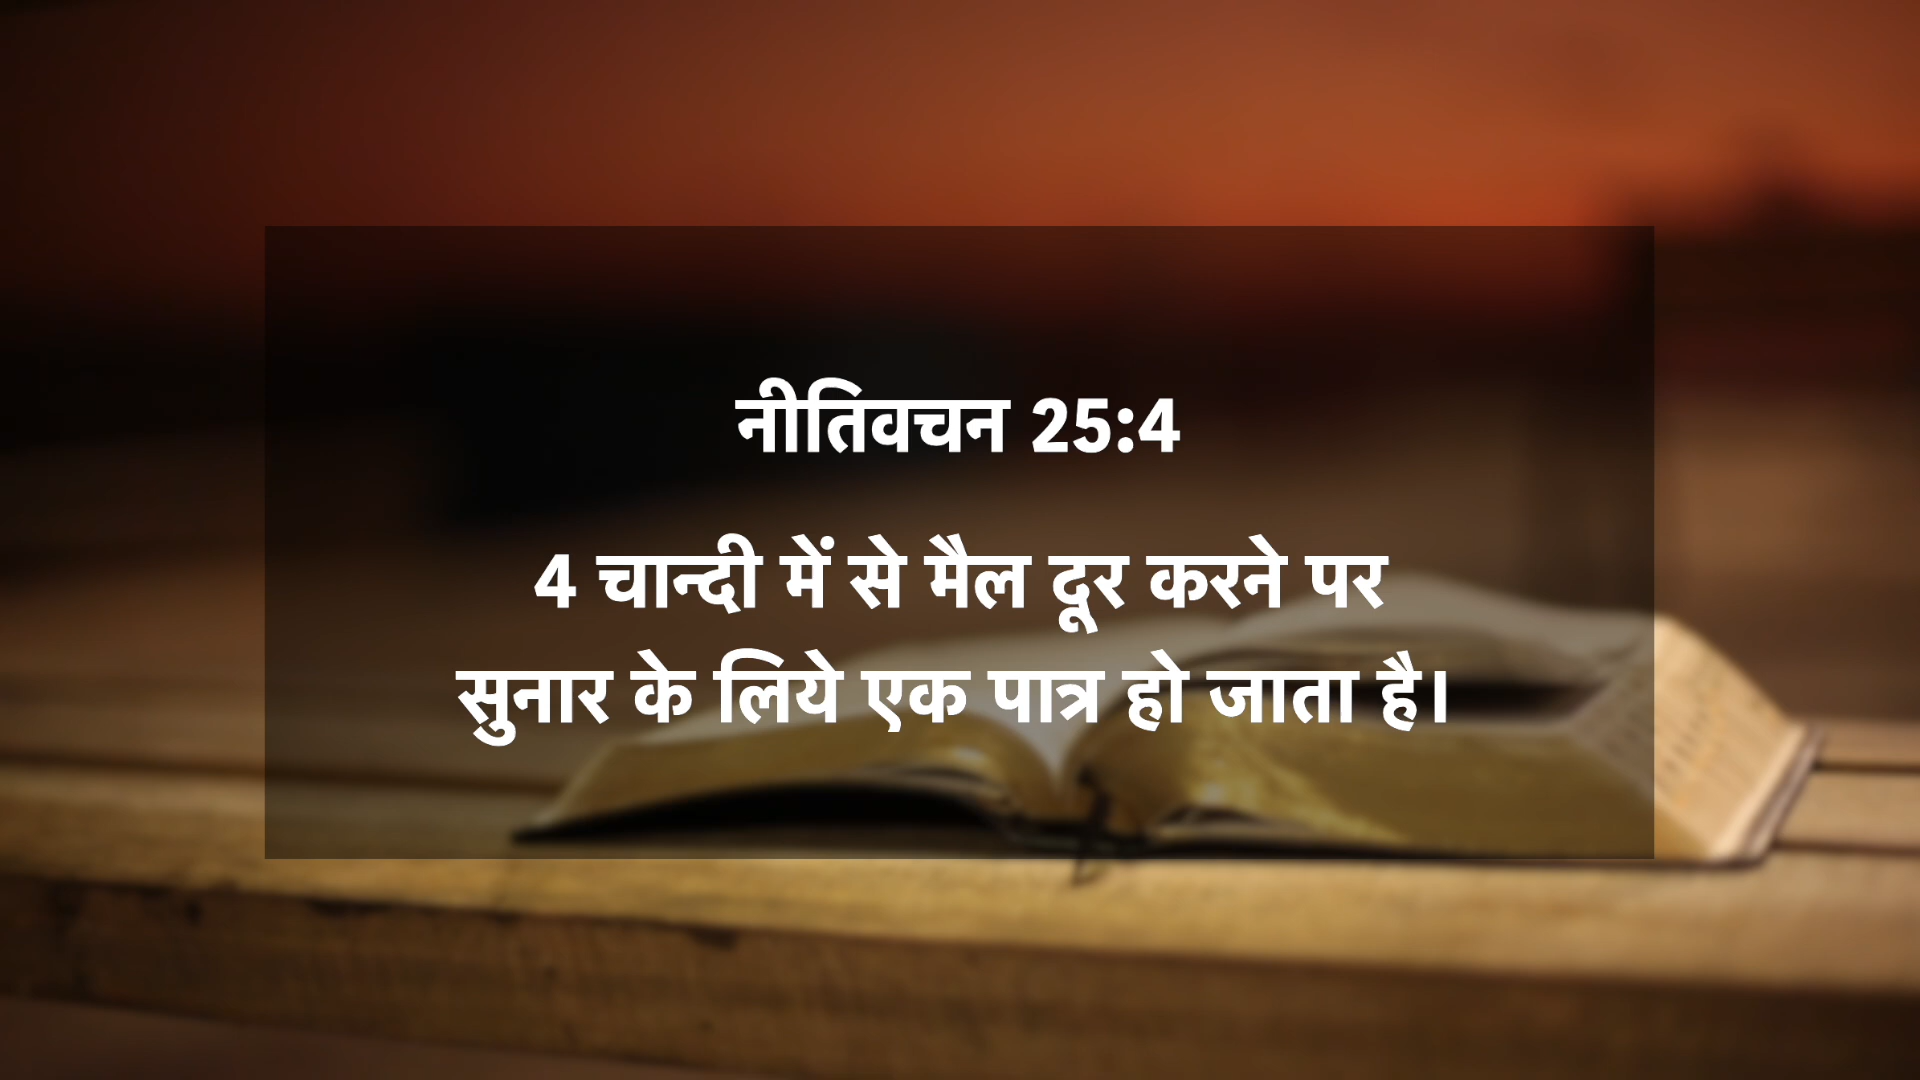 नीतिवचन 25:4
4 चान्दी में से मैल दूर करने पर
सुनार के लिये एक पात्र हो जाता है।